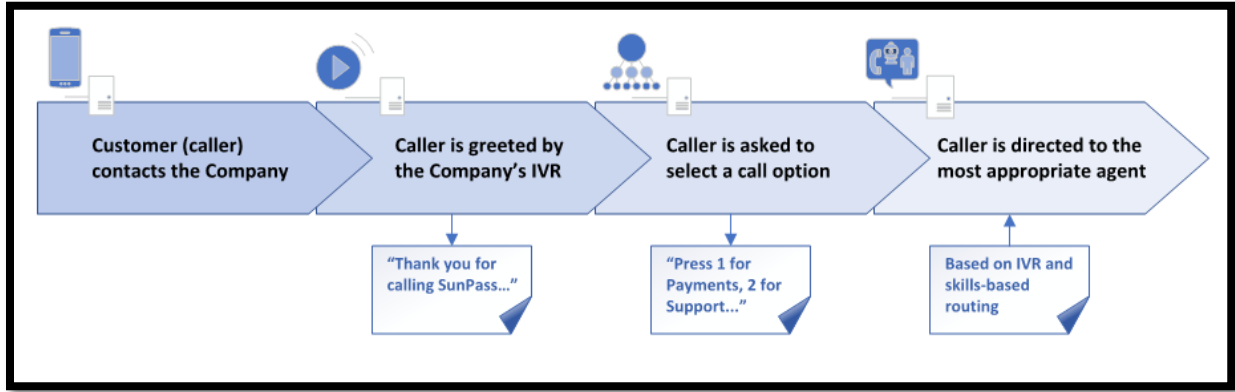 Customer (caller)
contacts the Company
Caller is greeted by
the Company's IVR
Caller is asked to
select a call option
Caller is directed to the
most appropriate agent
“Thank you for
calling SunPass…”
“Press 1 for
Payments, 2 for
Support...”
Based on IVR and
skills-based
routing